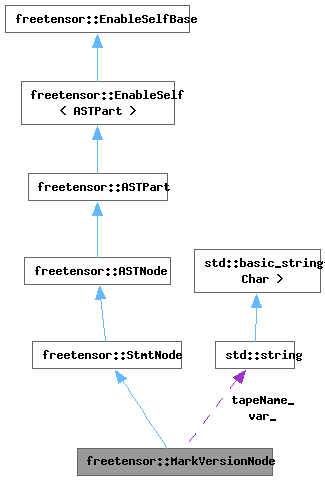 freetensor::EnableSelfBase
freetensor::EnableSelf
< ASTPart >
freetensor::ASTPart
freetensor::ASTNode
std::basic_string<
Char >
freetensor::StmtNode
std::string
tapeName_
var_
freetensor::MarkVersionNode